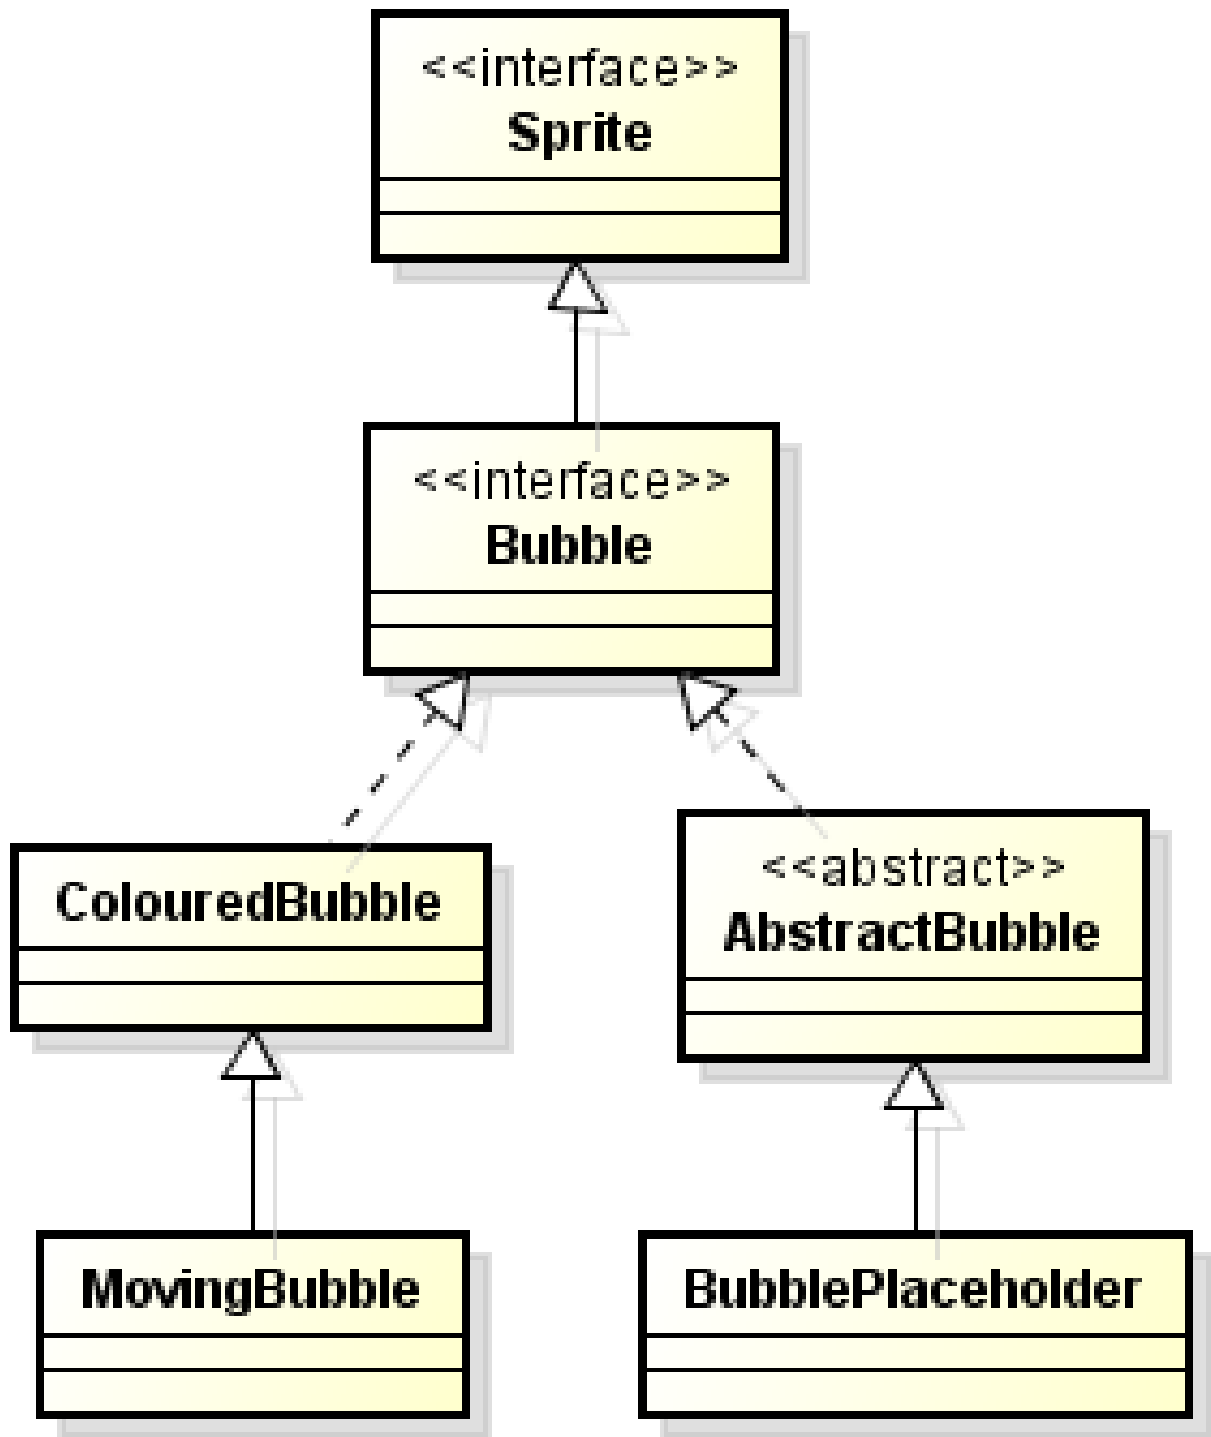 <<interface>>
Sprite
<<interface>>
Bubble
ColouredBubble
<<abstract>>
AbstractBubble
MovingBubble
BubblePlaceholder